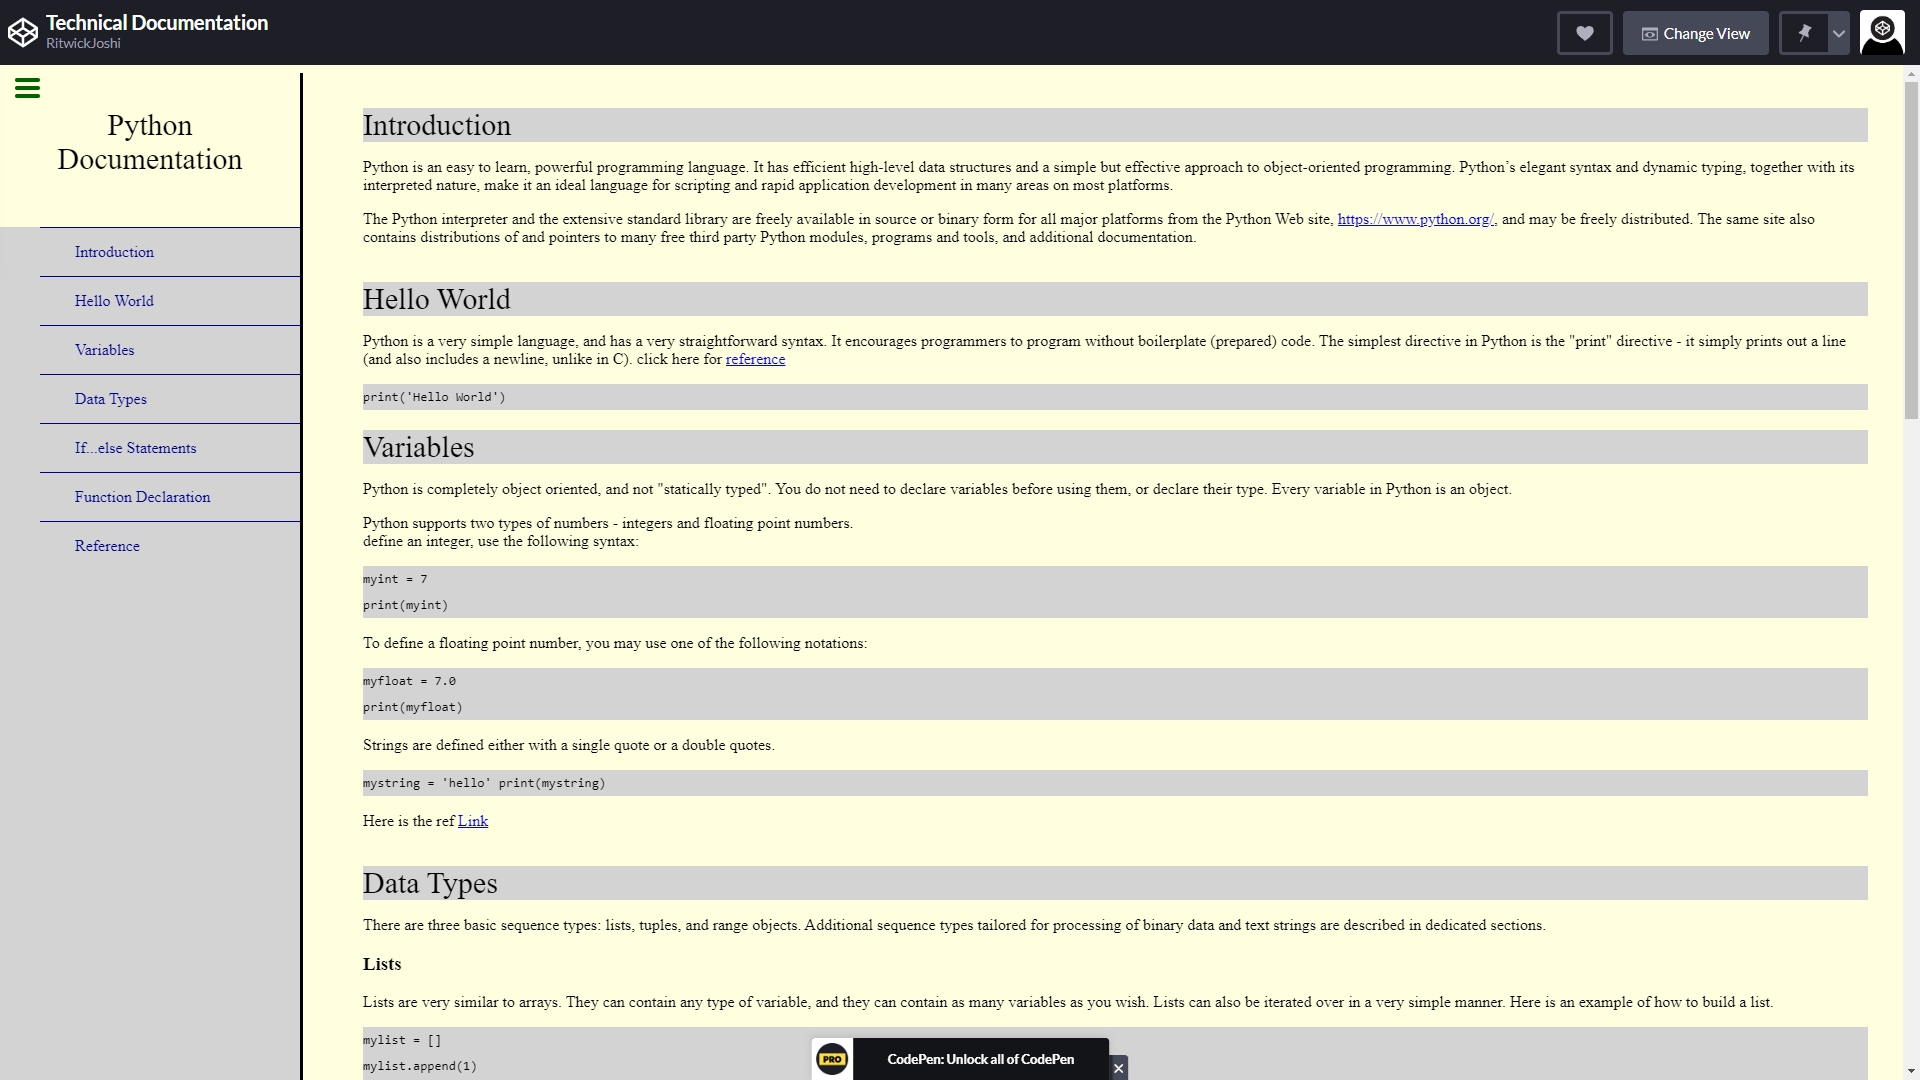 Technical Documentation
RitwickJoshi
Change View
Python
Documentation
Introduction
Hello World
Variables
Data Types
If...else Statements
Function Declaration
Reference
Introduction
Python is an easy to learn, powerful programming language. It has efficient high-level data structures and a simple but effective approach to object-oriented programming. Python’s elegant syntax and dynamic typing, together with its
interpreted nature, make it an ideal language for scripting and rapid application development in many areas on most platforms.
The Python interpreter and the extensive standard library are freely available in source or binary form for all major platforms from the Python Web site, https://www.python.org/, and may be freely distributed. The same site also
contains distributions of and pointers to many free third party Python modules, programs and tools, and additional documentation.
Hello World
Python is a very simple language, and has a very straightforward syntax. It encourages programmers to program without boilerplate (prepared) code. The simplest directive in Python is the "print" directive - it simply prints out a line
(and also includes a newline, unlike in C). click here for reference
print('Hello World')
Variables
Python is completely object oriented, and not "statically typed". You do not need to declare variables before using them, or declare their type. Every variable in Python is an object.
Python supports two types of numbers - integers and floating point numbers.
define an integer, use the following syntax:
myint = 7
print(myint)
To define a floating point number, you may use one of the following notations:
myfloat = 7.0
print(myfloat)
Strings are defined either with a single quote or a double quotes.
mystring = 'hello' print(mystring)
Here is the ref Link
Data Types
There are three basic sequence types: lists, tuples, and range objects. Additional sequence types tailored for processing of binary data and text strings are described in dedicated sections.
Lists
Lists are very similar to arrays. They can contain any type of variable, and they can contain as many variables as you wish. Lists can also be iterated over in a very simple manner. Here is an example of how to build a list.
mylist = []
mylist.append(1)
PRO
CodePen: Unlock all of CodePen